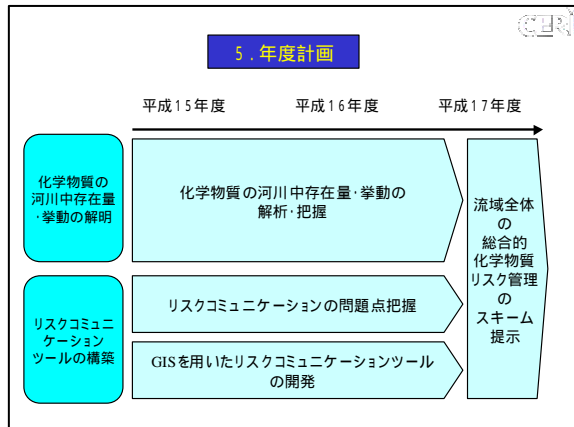 CERI
5．年度計画
平成15年度
平成16年度
平成17年度
化学物質の
河川中存在量
・挙動の解明
化学物質の河川中存在量・挙動の
解析・把握
流域全体
の
総合的
化学物質
リスク管理
の
スキーム
提示
リスクコミュニ
ケーション
ツールの構築
リスクコミュニケーションの問題点把握
GISを用いたリスクコミュニケーションツール
の開発